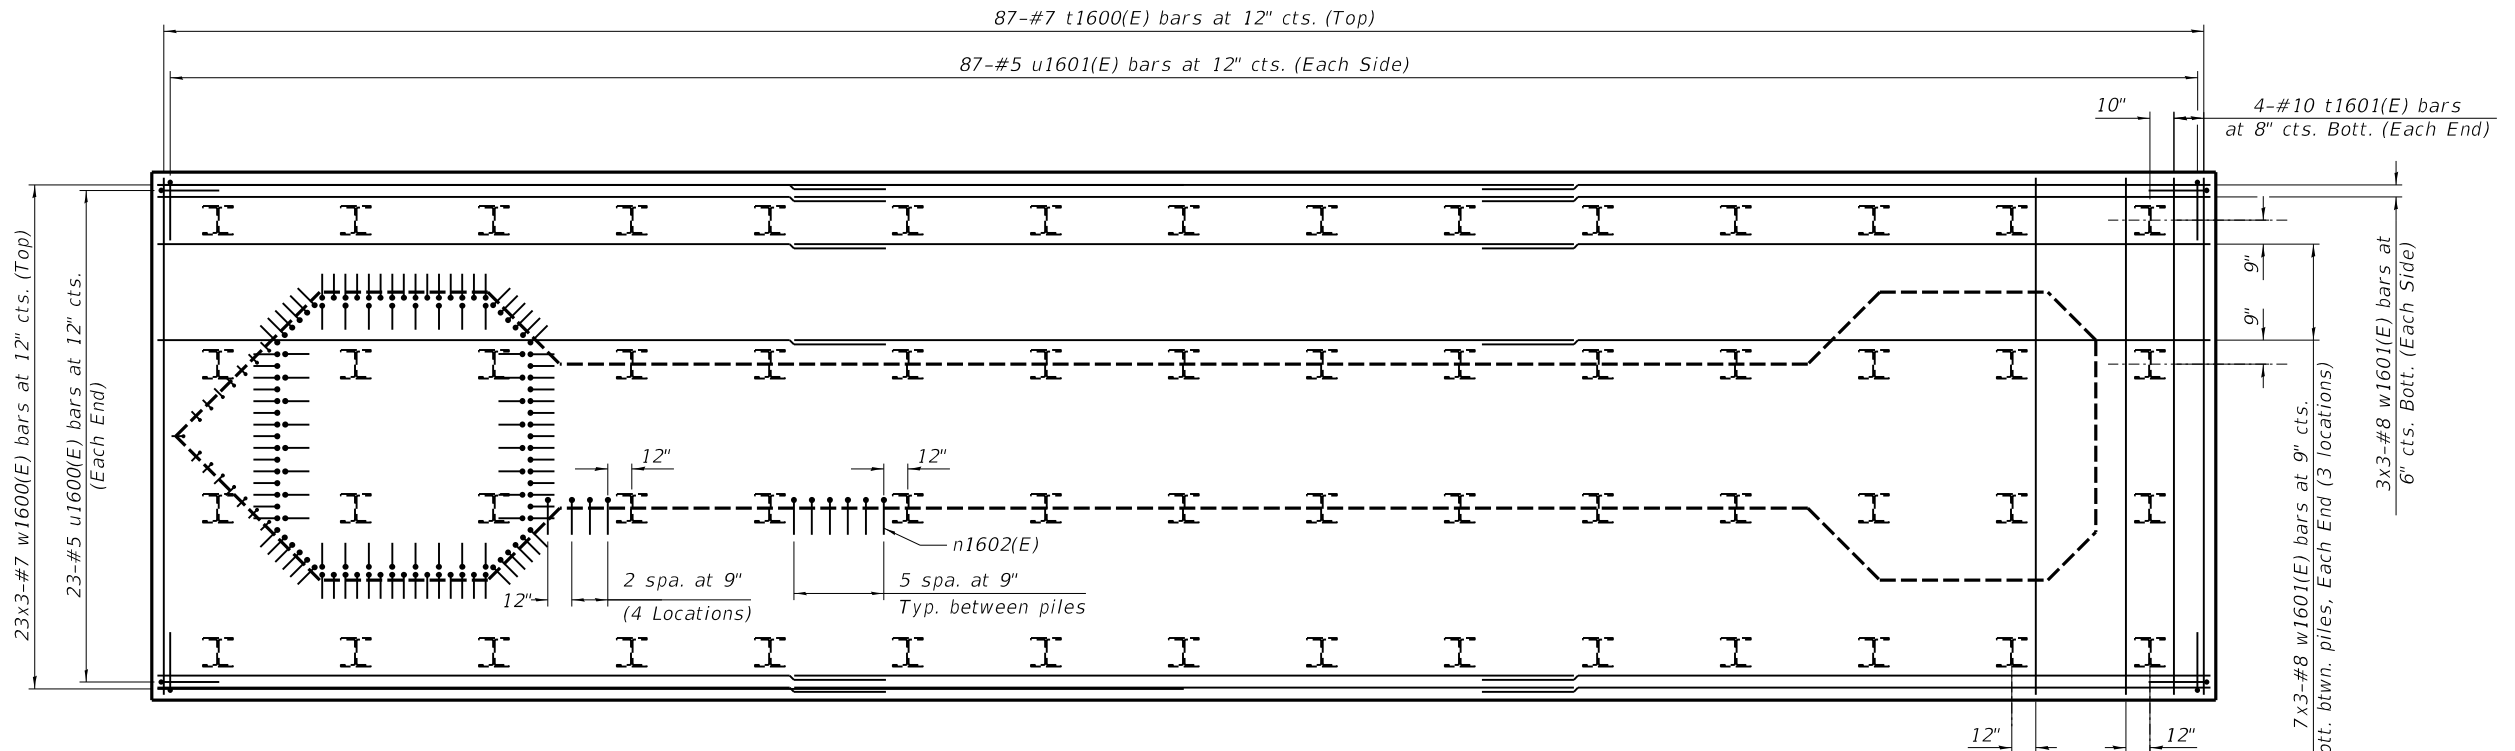 87-#7 t1600(E) bars at 12" cts. (Top)
87-#5 u1601(E) bars at 12" cts. (Each Side)
10"
4-#10 t1601(E) bars
at 8" cts. Bott. (Each End)
23x3-#7 w1600(E) bars at 12" cts. (Top)
23-#5 u1600(E) bars at 12" cts.
(Each End)
9"
9"
3x3-#8 w1601(E) bars at
6" cts. Bott. (Each Side)
7x3-#8 w1601(E) bars at 9" cts.
btwn. piles, Each End (3 locations)
12"
12"
n1602(E)
12"
2 spa. at 9"
(4 Locations)
5 spa. at 9"
Typ. between piles
12"
12"